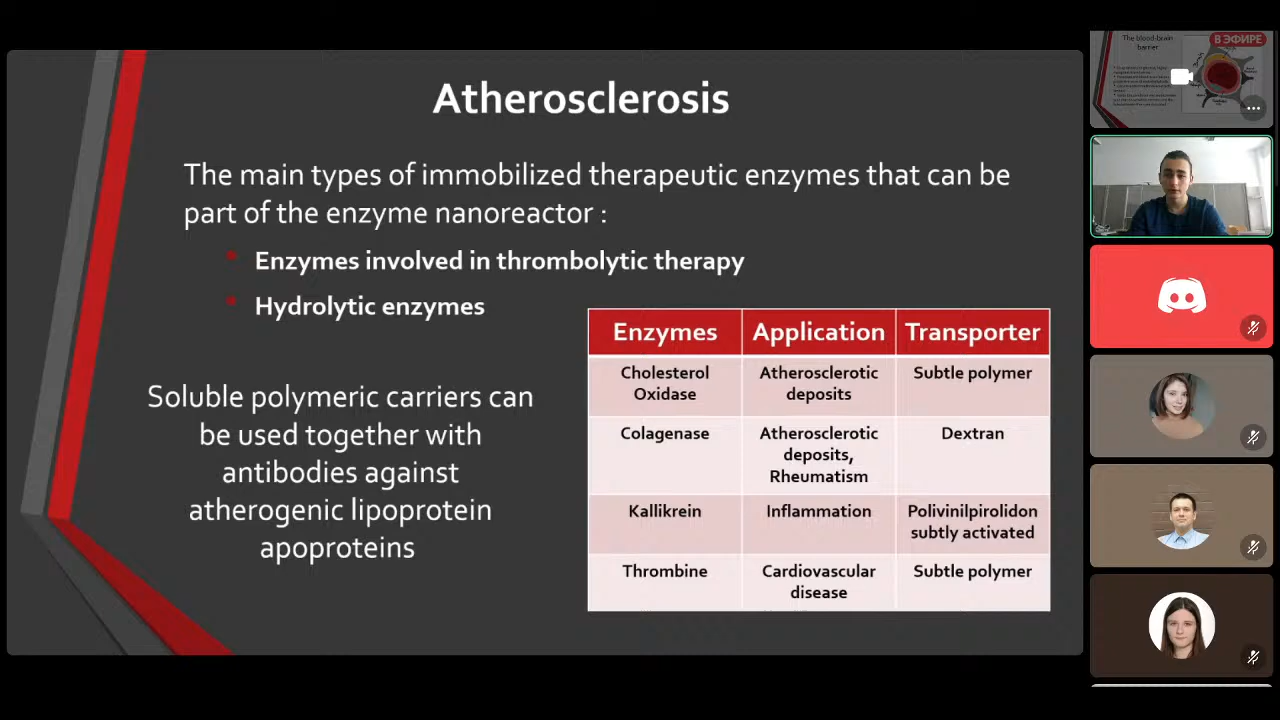 Atherosclerosis
The main types of immobilized therapeutic enzymes that can be
part of the enzyme nanoreactor :
Enzymes involved in thrombolytic therapy
Hydrolytic enzymes
Soluble polymeric carriers can
be used together with
antibodies against
atherogenic lipoprotein
apoproteins
Enzymes Application Transporter
Cholesterol
Oxidase
Atherosclerotic
deposits
Subtle polymer
Colagenase
Atherosclerotic
deposits,
Rheumatism
Dextran
Kallikrein
Inflammation
Polivinilpirolidon
subtly activated
Thrombine
Cardiovascular
disease
Subtle polymer
The blood-brain
barrier
В ЭФИРЕ